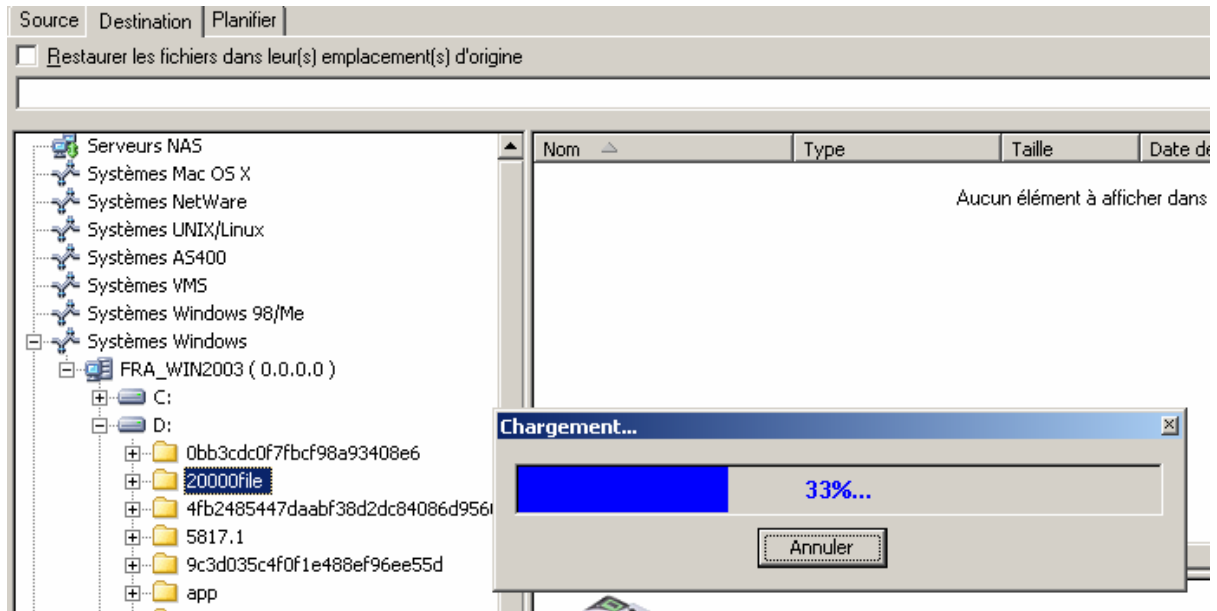 Source Destination Planifier
Restaurer les fichiers dans leur(s) emplacement(s) d'origine
Nom Type Taille Date de
Aucun élément à afficher dans
Serveurs NAS
Systèmes Mac OS X
Systèmes NetWare
Systèmes UNIX/Linux
Systèmes AS400
Systèmes VMS
Systèmes Windows 98/Me
Systèmes Windows
FRA_WIN2003 ( 0.0.0.0 )
C:
D:
0bb3cdc0f7fbcf98a93408e6
20000file
4fb2485447daabf38d2dc84086d956
5817.1
9c3d035c4f0f1e488ef96ee55d
app
Chargement...
33%...
Annuler